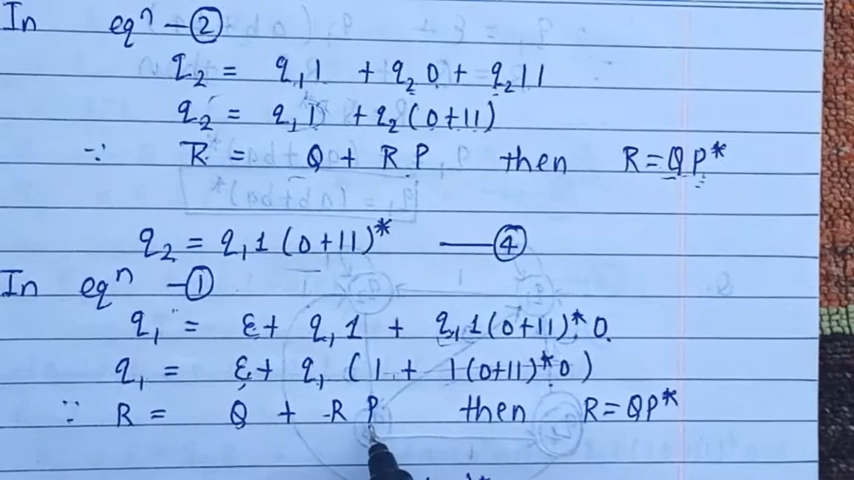 In eqⁿ - ②
q₂ = q₁1 + q₂0 + q₂11
q₂ = q₁1 + q₂(0+11)
∵ R = Q + RP then R = QP*
q₂ = q₁1(0+11)* —— ④
In eqⁿ - ①
q₁ = ε + q₁1 + q₁1(0+11)*0
q₁ = ε + q₁(1 + 1(0+11)*0)
∵ R = Q + RP then R = QP*